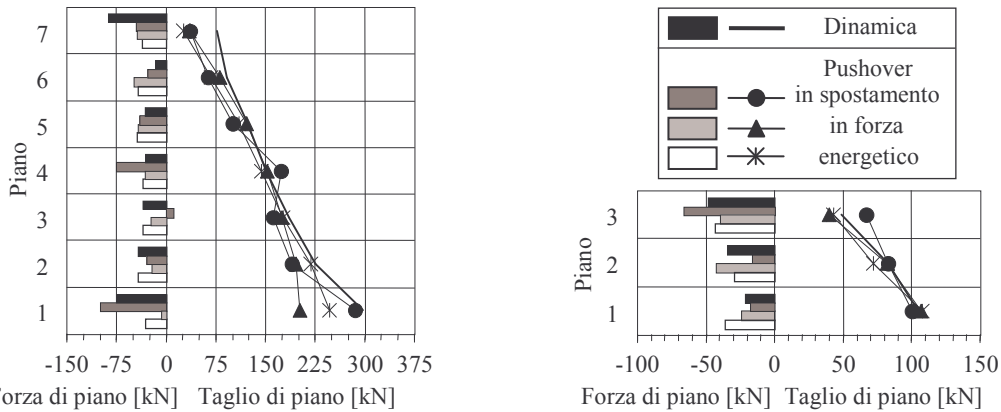 7
6
5
4
3
2
1
Piano
-150 -75 0 75 150 225 300 375
Forza di piano [kN] Taglio di piano [kN]
Dinamica
Pushover
in spostamento
in forza
energetico
3
2
1
Piano
-100 -50 0 50 100 150
Forza di piano [kN] Taglio di piano [kN]